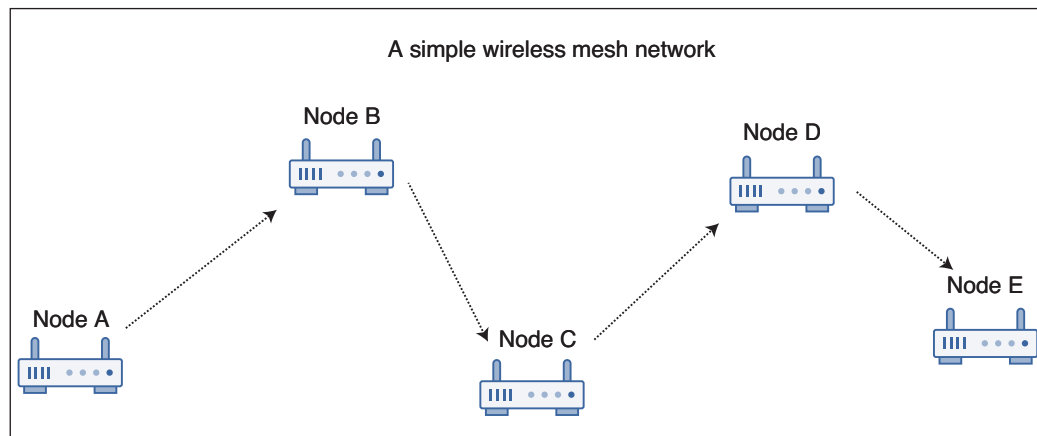 A simple wireless mesh network
Node B
Node D
Node E
Node A
Node C